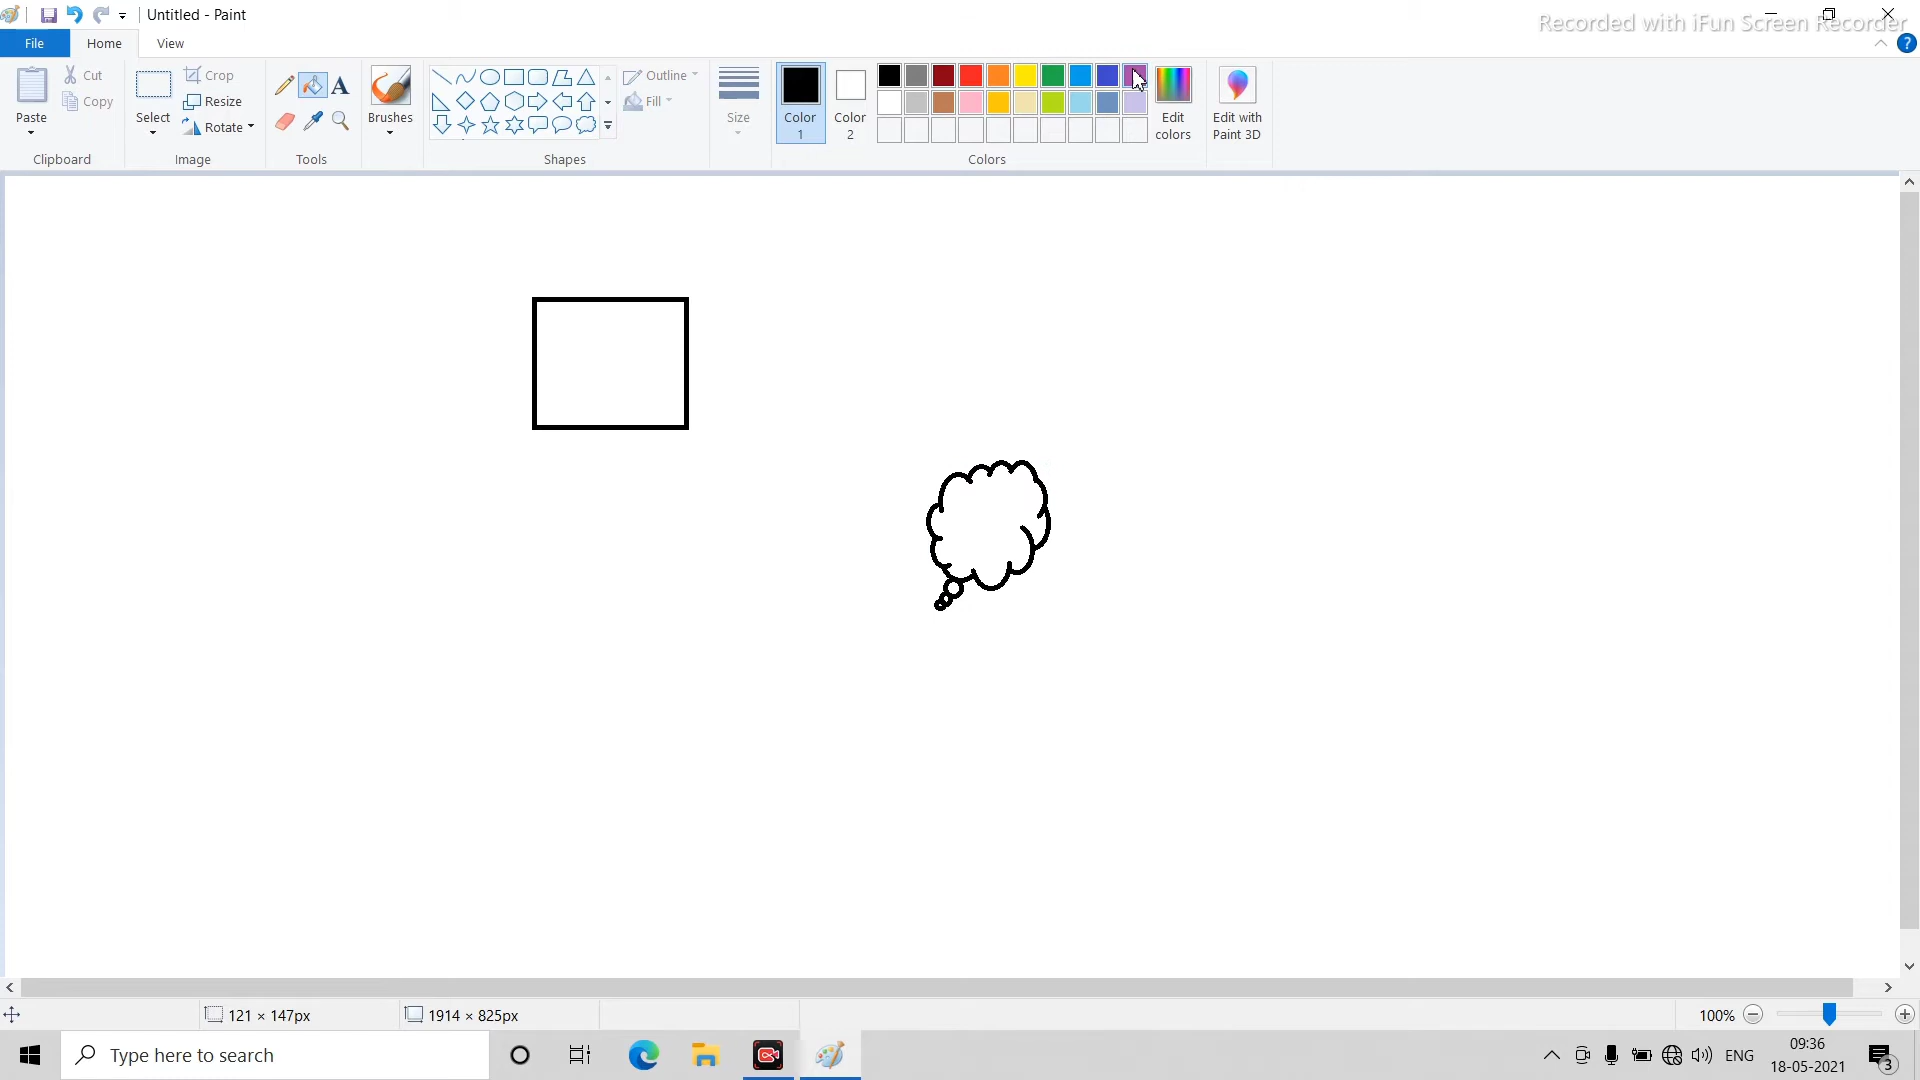 Untitled - Paint
Recorded with iFun Screen Recorder
File
Home
View
Paste
Cut
Copy
Clipboard
Select
Crop
Resize
Rotate
Image
A
Tools
Brushes
Outline
Fill
Shapes
Size
Color
1
Color
2
Edit
colors
Colors
Edit with
Paint 3D
?
121 × 147px
1914 × 825px
100%
Type here to search
ENG
09:36
18-05-2021
3